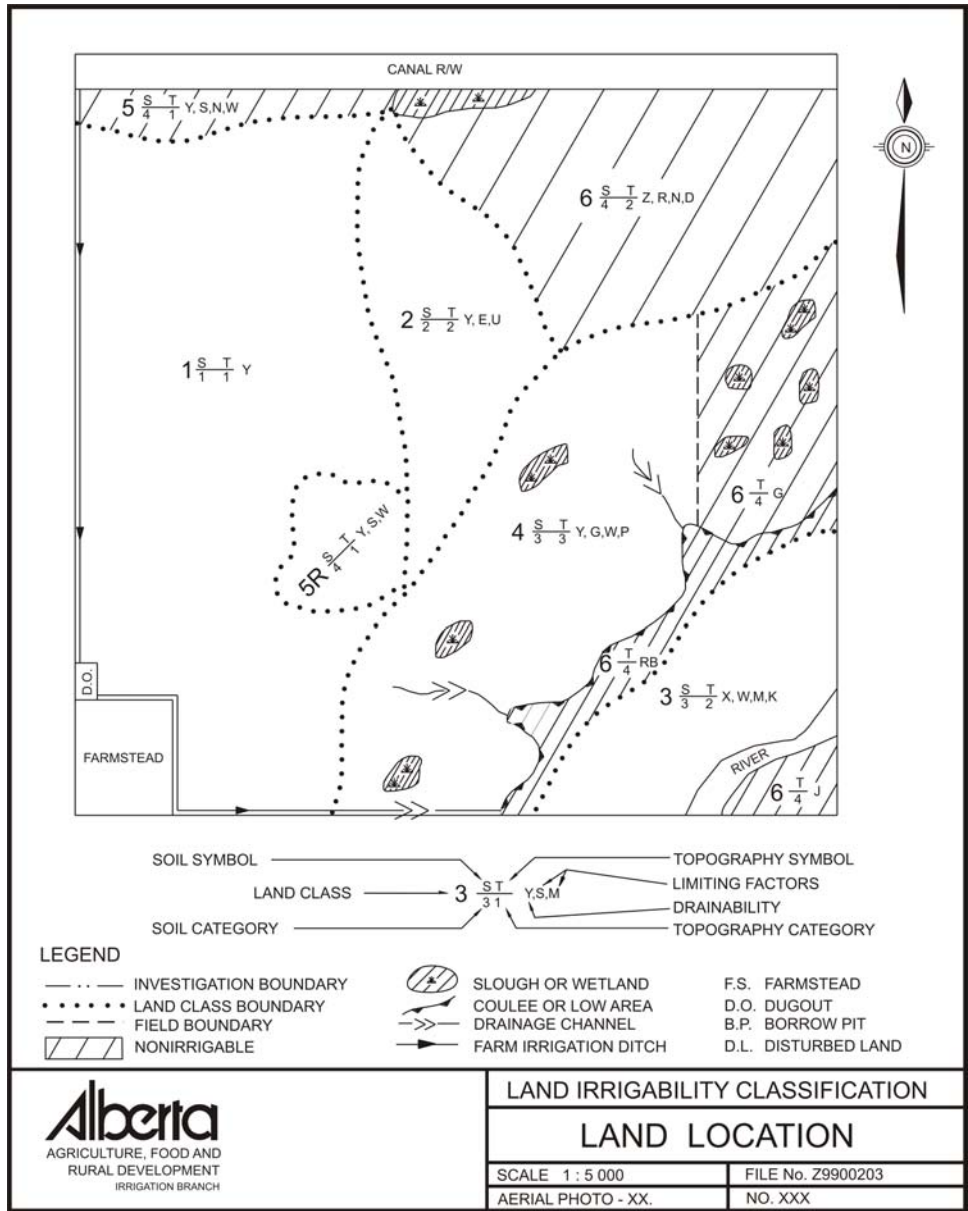 CANAL R/W
5 S T Y, S,N,W
4 1
6 S T Z, R,N,D
4 2
N
2 S T Y, E,U
2 2
1 S T Y
1 1
5R S T Y, S,W
4 1
4 S T Y, G,W,P
3 3
6 T G
4
6 T RB
4
3 S T X, W,M,K
3 2
D.O.
FARMSTEAD
RIVER
6 T J
4
SOIL SYMBOL
TOPOGRAPHY SYMBOL
LAND CLASS
3 S T Y,S,M
3 1
LIMITING FACTORS
DRAINABILITY
SOIL CATEGORY
TOPOGRAPHY CATEGORY
LEGEND
INVESTIGATION BOUNDARY
LAND CLASS BOUNDARY
FIELD BOUNDARY
NONIRRIGABLE
SLOUGH OR WETLAND
COULEE OR LOW AREA
DRAINAGE CHANNEL
FARM IRRIGATION DITCH
F.S. FARMSTEAD
D.O. DUGOUT
B.P. BORROW PIT
D.L. DISTURBED LAND
Alberta
AGRICULTURE, FOOD AND
RURAL DEVELOPMENT
IRRIGATION BRANCH
LAND IRRIGABILITY CLASSIFICATION
LAND LOCATION
SCALE 1 : 5 000
FILE No. Z9900203
AERIAL PHOTO - XX.
NO. XXX